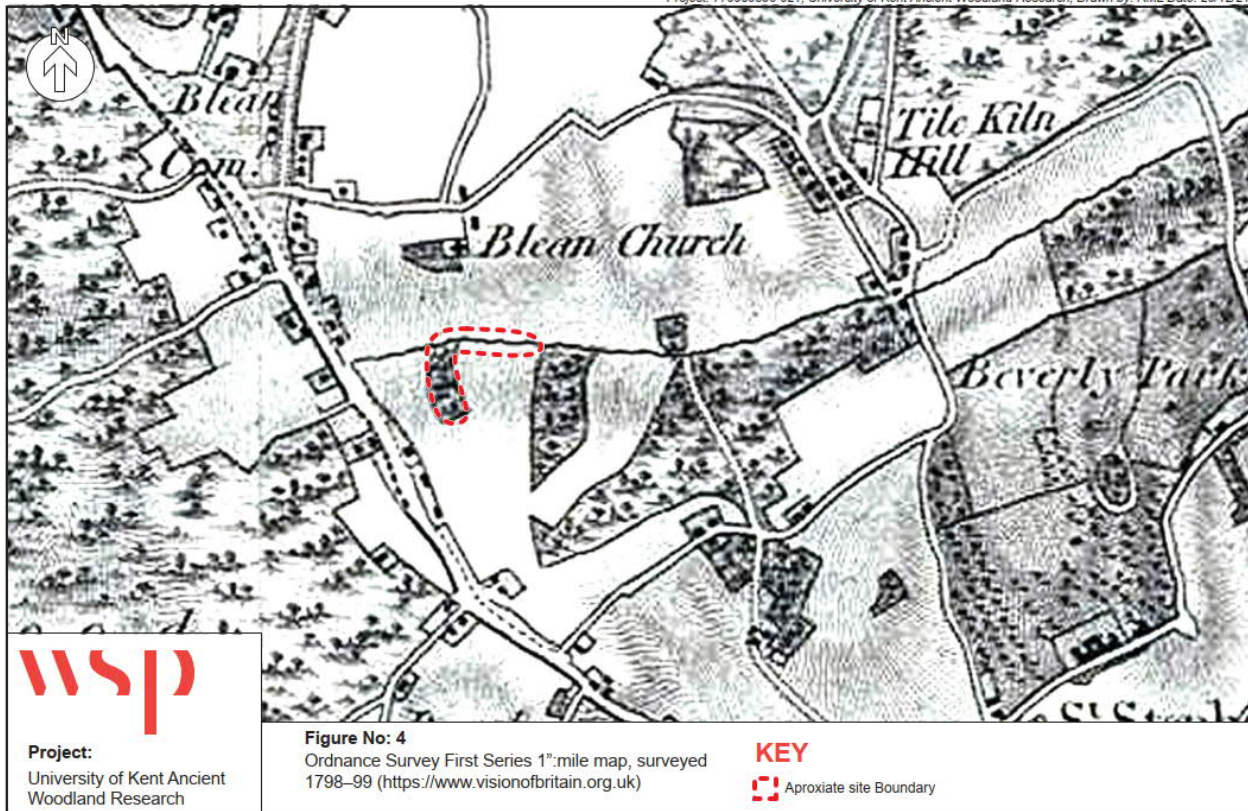 N
Blean
Com
Tile Kiln
Hill
Blean Church
Beverly Park
wsp
Project:
University of Kent Ancient
Woodland Research
Figure No: 4
Ordnance Survey First Series 1":mile map, surveyed
1798–99 (https://www.visionofbritain.org.uk)
KEY
Aproxiate site Boundary